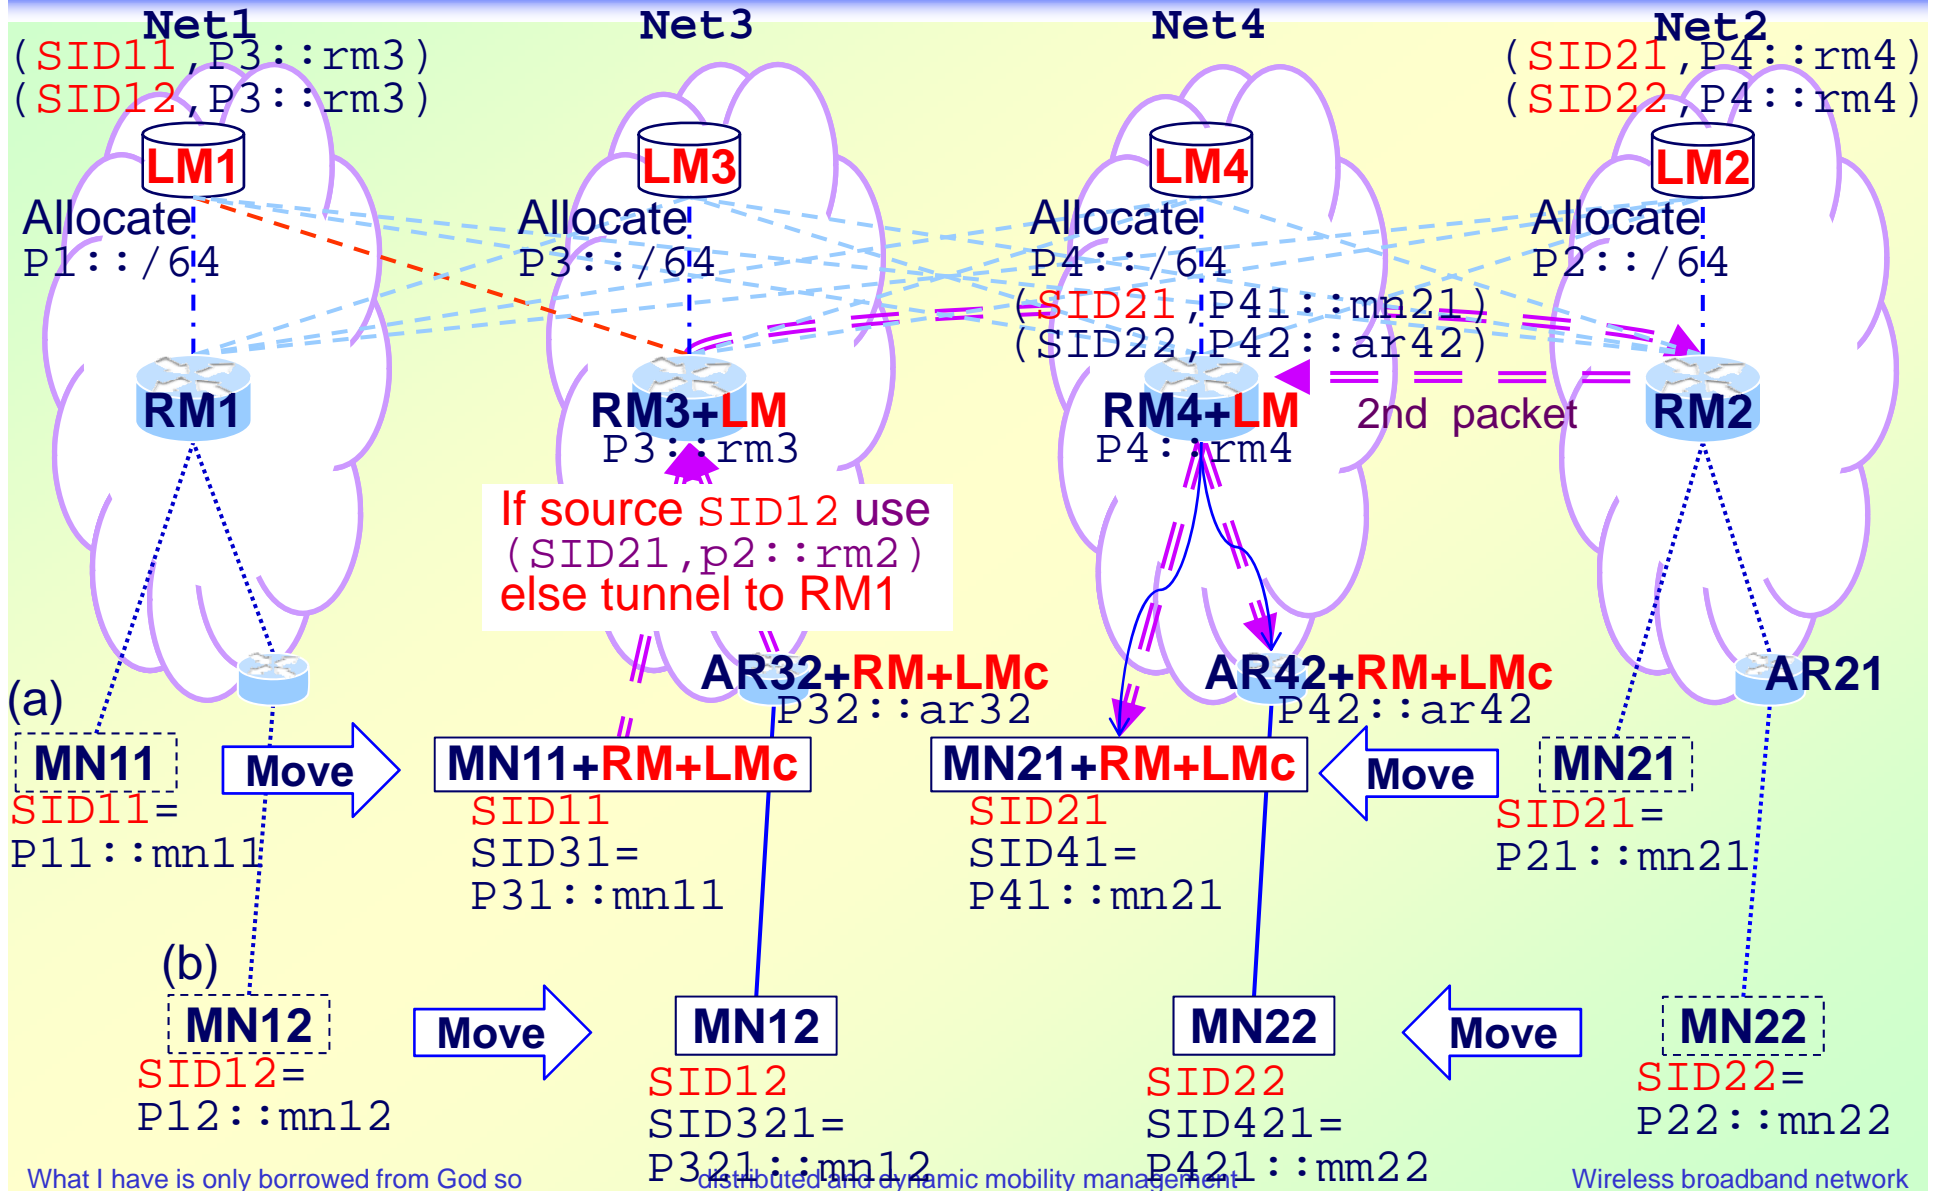 Net1
Net3
Net4
Net2
(SID11,P3::rm3)
(SID12,P3::rm3)
(SID21,P4::rm4)
(SID22,P4::rm4)
LM1
LM3
LM4
LM2
Allocate
P1::/64
Allocate
P3::/64
Allocate
P4::/64
Allocate
P2::/64
(SID21,P41::mn21)
(SID22,P42::ar42)
RM1
RM3+LM
P3::rm3
RM4+LM
P4::rm4
2nd packet
RM2
If source SID12 use
(SID21,p2::rm2)
else tunnel to RM1
AR32+RM+LMc
P32::ar32
AR42+RM+LMc
P42::ar42
AR21
(a)
MN11
Move
MN11+RM+LMc
MN21+RM+LMc
Move
MN21
SID11=
P11::mn11
SID11
SID31=
P31::mn11
SID21
SID41=
P41::mn21
SID21=
P21::mn21
(b)
MN12
Move
MN12
MN22
Move
MN22
SID12=
P12::mn12
SID12
SID321=
P321::mn12
SID22
SID421=
P421::mm22
SID22=
P22::mn22
What I have is only borrowed from God so
distributed and dynamic mobility management
Wireless broadband network